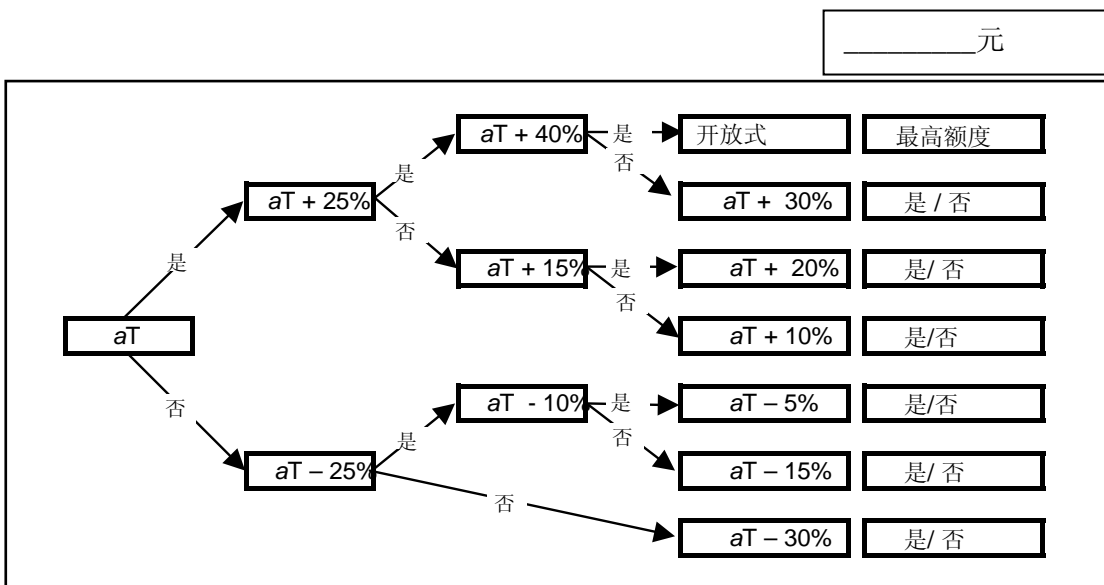 _________元
aT + 40% 是 开放式 最高额度
是 否
aT + 25% aT + 30% 是 / 否
否
是 aT + 15% 是 aT + 20% 是/ 否
否
aT aT + 10% 是/否
否 aT - 10% 是 aT – 5% 是/否
是 否
aT – 25% aT – 15% 是/ 否
否
aT – 30% 是/ 否